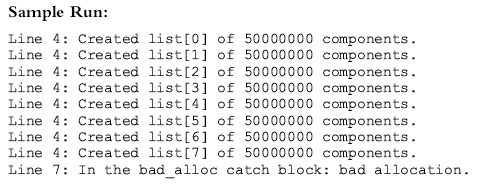 Sample Run:
Line 4: Created list[0] of 50000000 components.
Line 4: Created list[1] of 50000000 components.
Line 4: Created list[2] of 50000000 components.
Line 4: Created list[3] of 50000000 components.
Line 4: Created list[4] of 50000000 components.
Line 4: Created list[5] of 50000000 components.
Line 4: Created list[6] of 50000000 components.
Line 4: Created list[7] of 50000000 components.
Line 7: In the bad_alloc catch block: bad allocation.